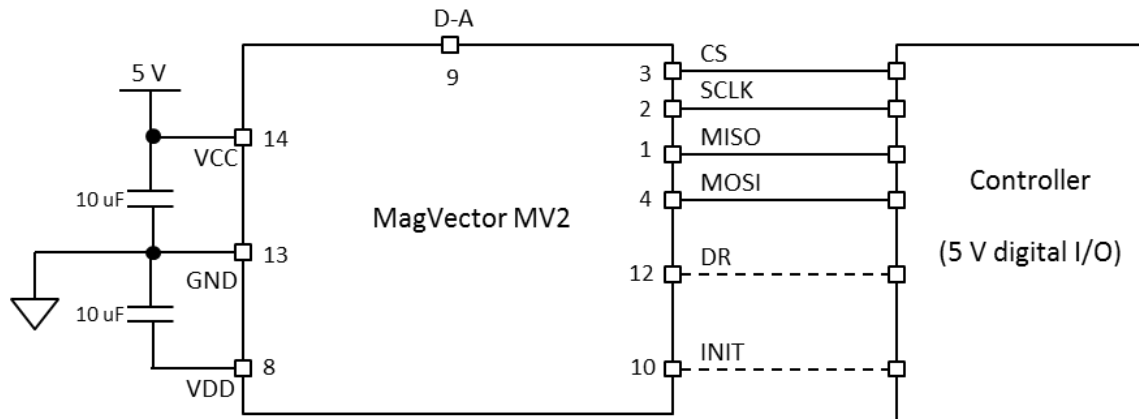 D-A
9
5 V
14
VCC
10 uF
13
GND
10 uF
8
VDD
MagVector MV2
3
CS
2
SCLK
1
MISO
4
MOSI
12
DR
10
INIT
Controller
(5 V digital I/O)